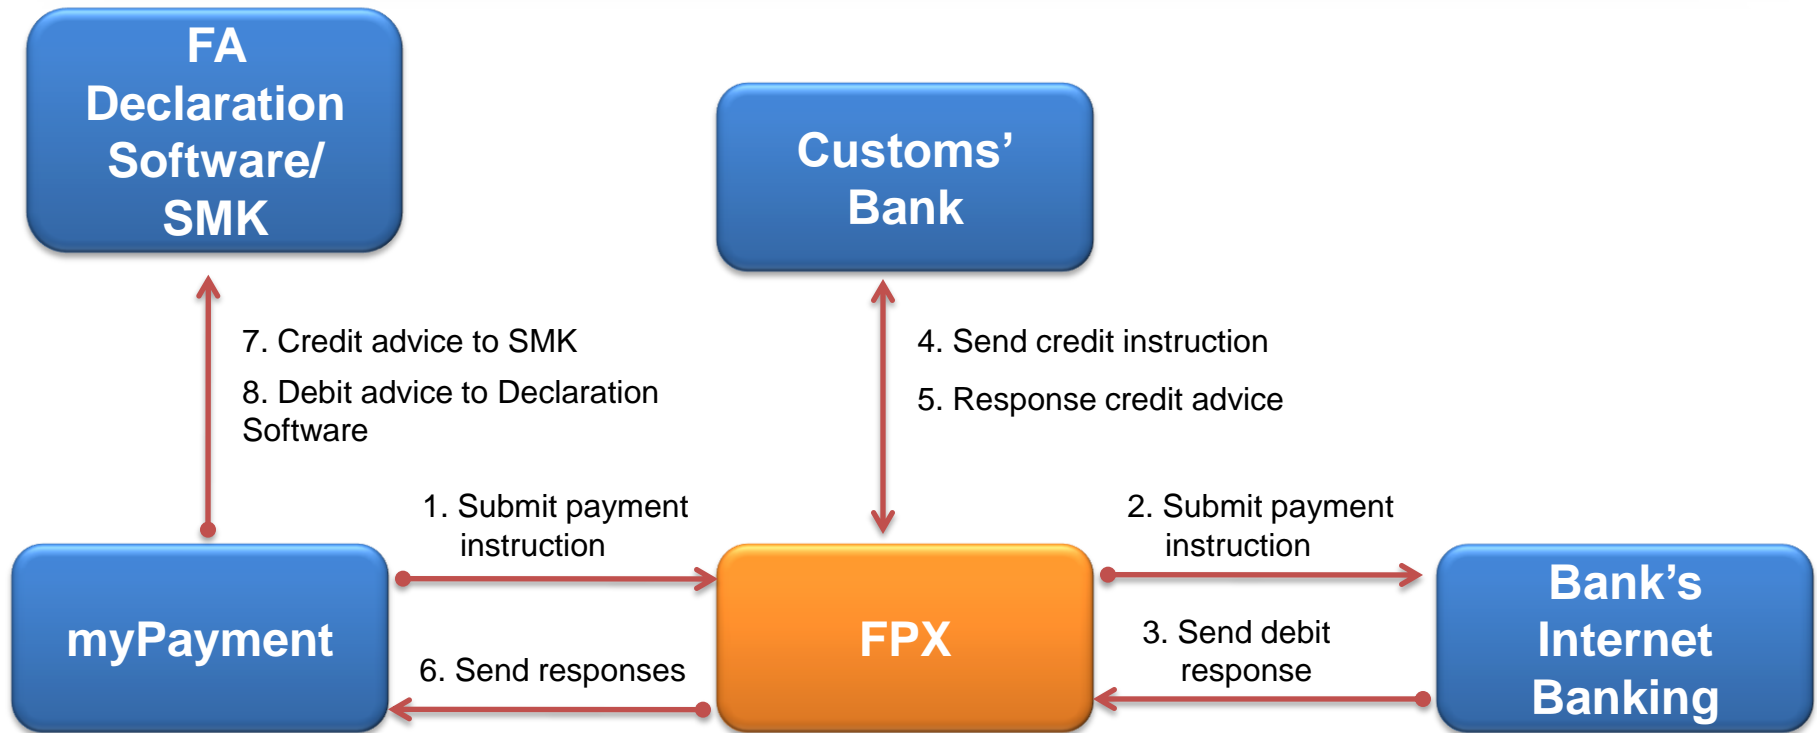 FA
Declaration
Software/
SMK
Customs’
Bank
7. Credit advice to SMK
8. Debit advice to Declaration
Software
4. Send credit instruction
5. Response credit advice
1. Submit payment
instruction
2. Submit payment
instruction
myPayment
FPX
Bank’s
Internet
Banking
6. Send responses
3. Send debit
response